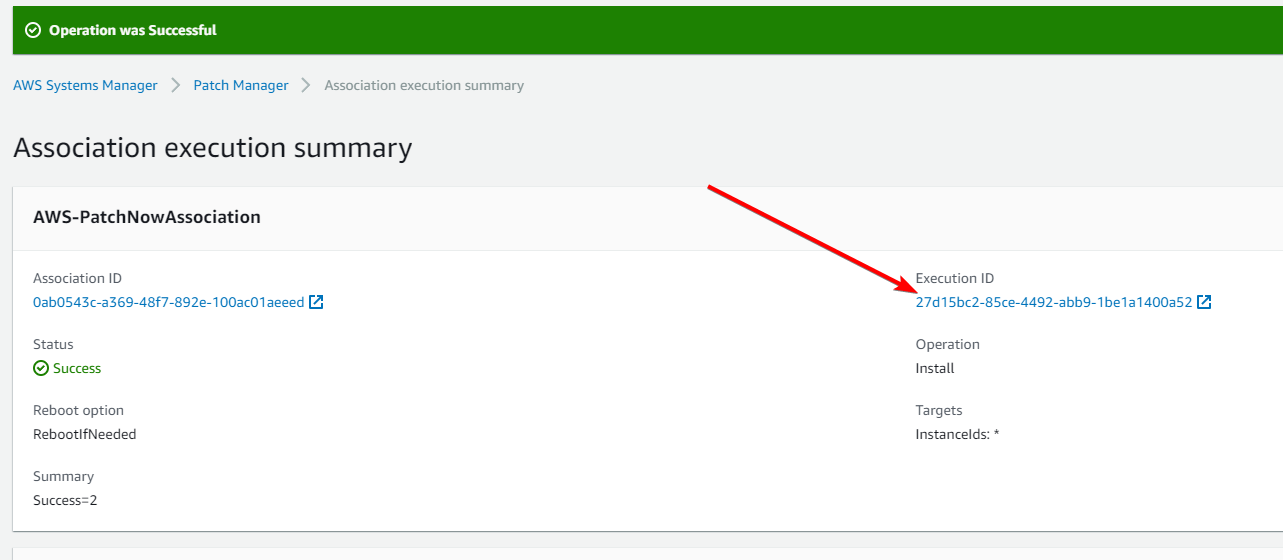 Operation was Successful
AWS Systems Manager > Patch Manager > Association execution summary
Association execution summary
AWS-PatchNowAssociation
Association ID
0ab0543c-a369-48f7-892e-100ac01aeeed
Execution ID
27d15bc2-85ce-4492-abb9-1be1a1400a52
Status
Success
Operation
Install
Reboot option
RebootIfNeeded
Targets
InstanceIds: *
Summary
Success=2